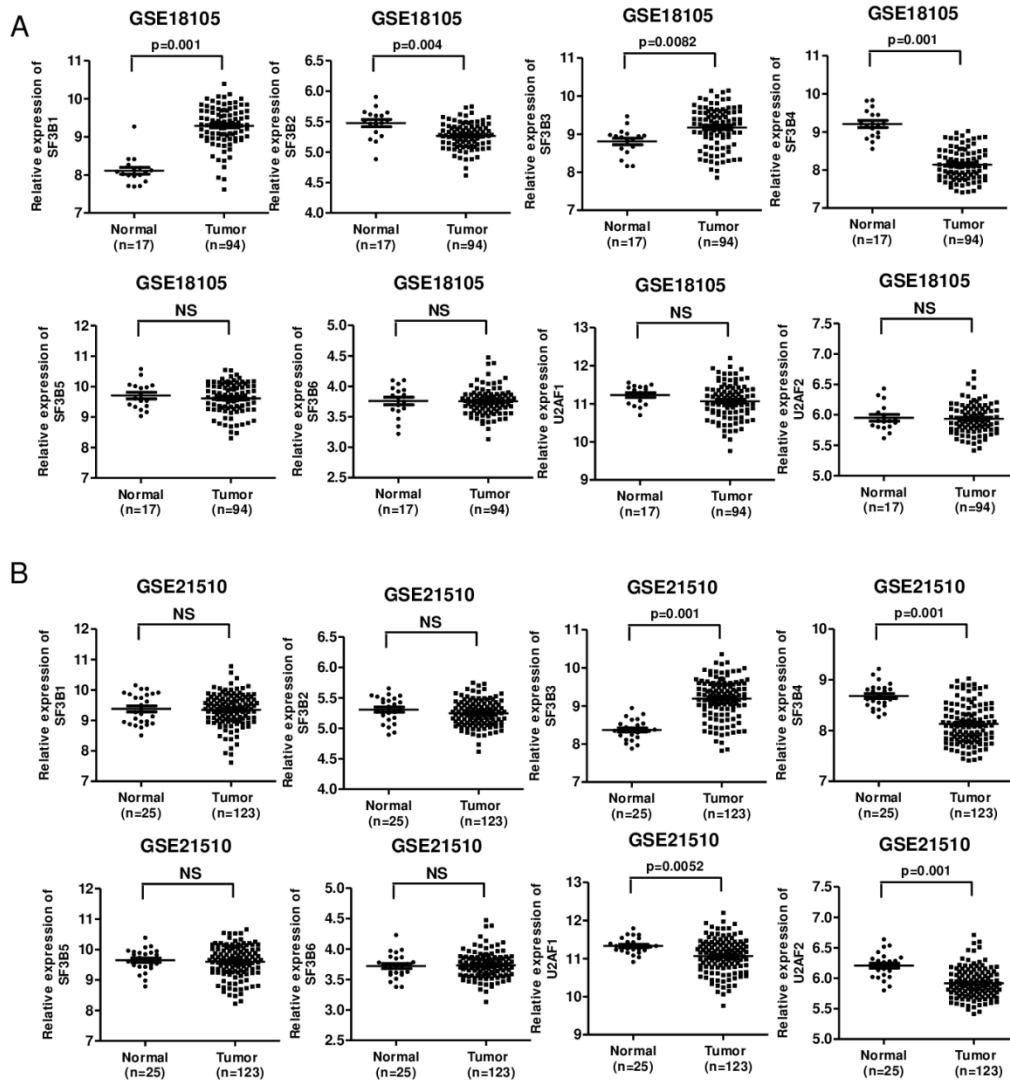 A
GSE18105
p=0.001
Relative expression of
SF3B1
11
10
9
8
7
Normal
(n=17)
Tumor
(n=94)
GSE18105
p=0.004
Relative expression of
SF3B2
6.5
6.0
5.5
5.0
4.5
4.0
Normal
(n=17)
Tumor
(n=94)
GSE18105
p=0.0082
Relative expression of
SF3B3
11
10
9
8
7
Normal
(n=17)
Tumor
(n=94)
GSE18105
p=0.001
Relative expression of
SF3B4
11
10
9
8
7
Normal
(n=17)
Tumor
(n=94)
GSE18105
NS
Relative expression of
SF3B5
12
11
10
9
8
7
Normal
(n=17)
Tumor
(n=94)
GSE18105
NS
Relative expression of
SF3B6
5.0
4.5
4.0
3.5
3.0
2.5
Normal
(n=17)
Tumor
(n=94)
GSE18105
NS
Relative expression of
U2AF1
13
12
11
10
9
Normal
(n=17)
Tumor
(n=94)
GSE18105
NS
Relative expression of
U2AF2
7.5
7.0
6.5
6.0
5.5
5.0
Normal
(n=17)
Tumor
(n=94)
B
GSE21510
NS
Relative expression of
SF3B1
12
11
10
9
8
7
Normal
(n=25)
Tumor
(n=123)
GSE21510
NS
Relative expression of
SF3B2
6.5
6.0
5.5
5.0
4.5
4.0
Normal
(n=25)
Tumor
(n=123)
GSE21510
p=0.001
Relative expression of
SF3B3
11
10
9
8
7
Normal
(n=25)
Tumor
(n=123)
GSE21510
p=0.001
Relative expression of
SF3B4
10
9
8
7
Normal
(n=25)
Tumor
(n=123)
GSE21510
NS
Relative expression of
SF3B5
12
11
10
9
8
7
Normal
(n=25)
Tumor
(n=123)
GSE21510
NS
Relative expression of
SF3B6
5.0
4.5
4.0
3.5
3.0
2.5
Normal
(n=25)
Tumor
(n=123)
GSE21510
p=0.0052
Relative expression of
U2AF1
13
12
11
10
9
Normal
(n=25)
Tumor
(n=123)
GSE21510
p=0.001
Relative expression of
U2AF2
7.5
7.0
6.5
6.0
5.5
5.0
Normal
(n=25)
Tumor
(n=123)